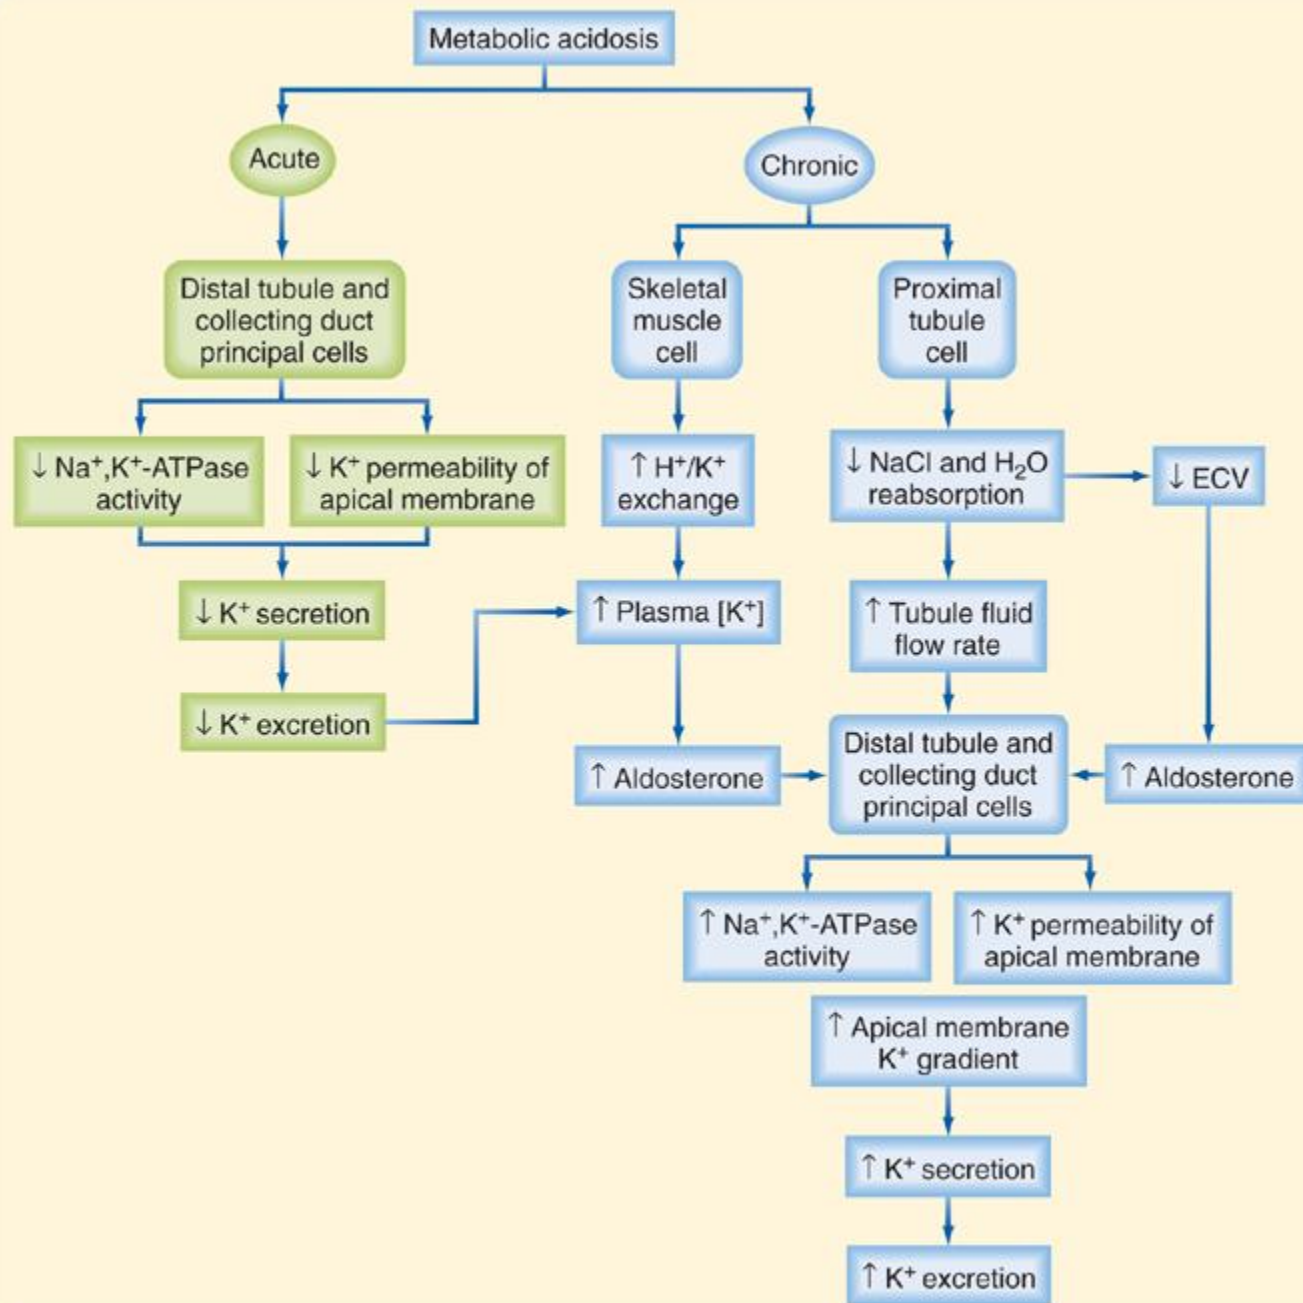 Metabolic acidosis
Acute
Chronic
Distal tubule and
collecting duct
principal cells
Skeletal
muscle
cell
Proximal
tubule
cell
↓ Na⁺,K⁺-ATPase
activity
↓ K⁺ permeability of
apical membrane
↑ H⁺/K⁺
exchange
↓ NaCl and H₂O
reabsorption
↓ ECV
↓ K⁺ secretion
↑ Plasma [K⁺]
↑ Tubule fluid
flow rate
↓ K⁺ excretion
↑ Aldosterone
Distal tubule and
collecting duct
principal cells
↑ Aldosterone
↑ Na⁺,K⁺-ATPase
activity
↑ K⁺ permeability of
apical membrane
↑ Apical membrane
K⁺ gradient
↑ K⁺ secretion
↑ K⁺ excretion